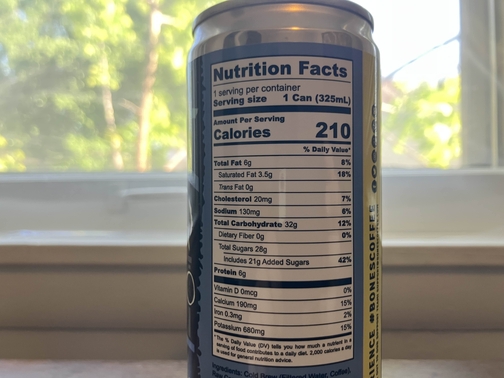 Nutrition Facts
1 serving per container
Serving size 1 Can (325mL)
Amount Per Serving
Calories 210
% Daily Value*
Total Fat 6g 8%
Saturated Fat 3.5g 18%
Trans Fat 0g
Cholesterol 20mg 7%
Sodium 130mg 6%
Total Carbohydrate 32g 12%
Dietary Fiber 0g 0%
Total Sugars 28g
Includes 21g Added Sugars 42%
Protein 6g
Vitamin D 0mcg 0%
Calcium 190mg 15%
Iron 0.3mg 2%
Potassium 680mg 15%
*The % Daily Value (DV) tells you how much a nutrient in a
serving of food contributes to a daily diet. 2,000 calories a day
is used for general nutrition advice.
Ingredients: Cold Brew (Filtered Water, Coffee),
#BONESCOFFEE